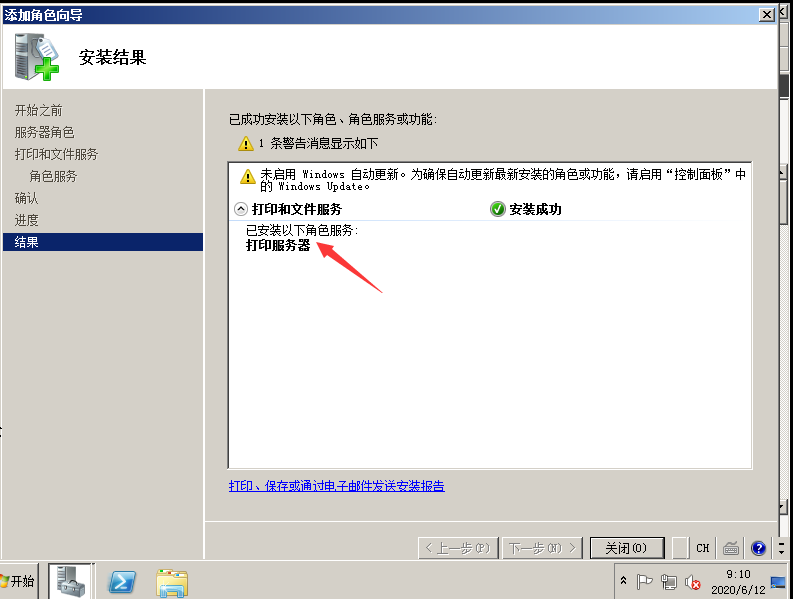 添加角色向导
安装结果
开始之前
服务器角色
打印和文件服务
角色服务
确认
进度
结果
已成功安装以下角色、角色服务或功能:
1 条警告消息显示如下
未启用 Windows 自动更新。为确保自动更新最新安装的角色或功能，请启用“控制面板”中
的 Windows Update。
打印和文件服务 安装成功
已安装以下角色服务:
打印服务器
打印、保存或通过电子邮件发送安装报告
< 上一步(P) 下一步(N) > 关闭(O) CH
开始
9:10
2020/6/12